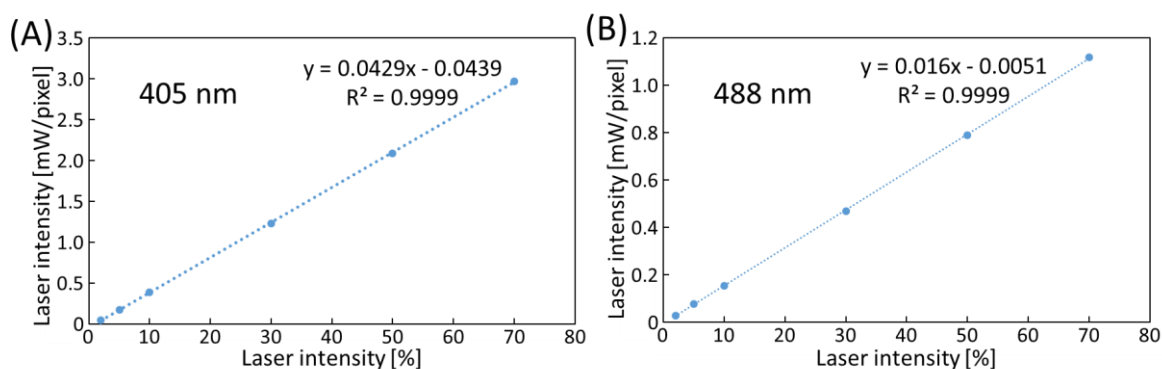 (A)
3.5
3.0
2.5
2.0
1.5
1.0
0.5
0
Laser intensity [mW/pixel]
405 nm
y = 0.0429x - 0.0439
R² = 0.9999
0 10 20 30 40 50 60 70 80
Laser intensity [%]
(B)
1.2
1.0
0.8
0.6
0.4
0.2
0
Laser intensity [mW/pixel]
488 nm
y = 0.016x - 0.0051
R² = 0.9999
0 10 20 30 40 50 60 70 80
Laser intensity [%]